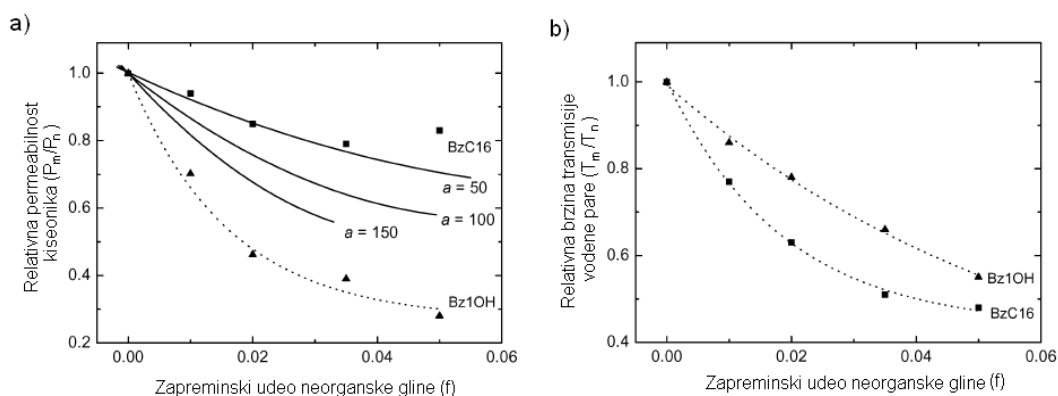 a)
Relativna permeabilnost
kiseonika (Pm/Pn)
1.0
0.8
0.6
0.4
0.2
BzC16
a = 50
a = 100
a = 150
Bz1OH
0.00
0.02
0.04
0.06
Zapreminski udeo neorganske gline (f)
b)
Relativna brzina transmisije
vodene pare (Tm/Tn)
1.0
0.8
0.6
0.4
Bz1OH
BzC16
0.00
0.02
0.04
0.06
Zapreminski udeo neorganske gline (f)